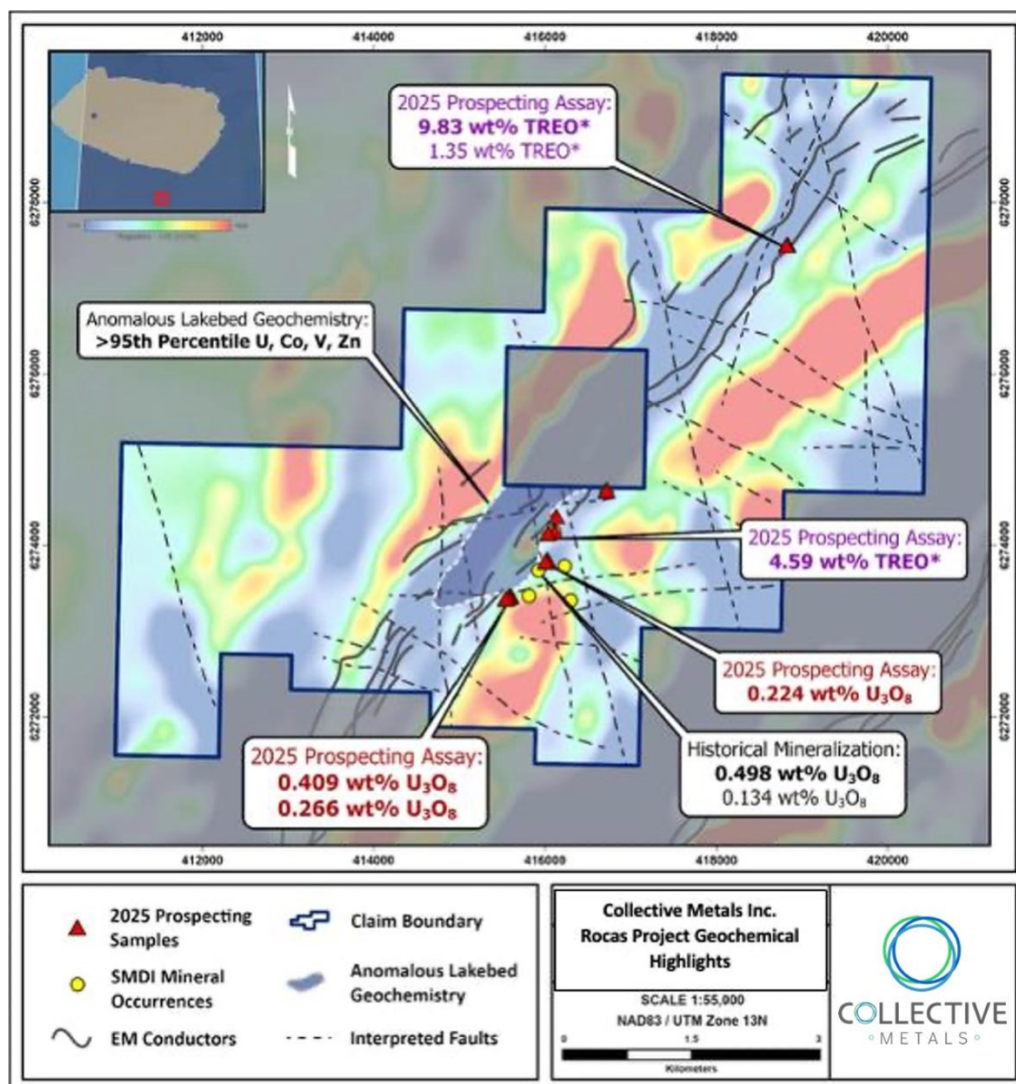 412000 414000 416000 418000 420000
2025 Prospecting Assay:
9.83 wt% TREO*
1.35 wt% TREO*
6278000 6278000
Anomalous Lakebed Geochemistry:
>95th Percentile U, Co, V, Zn
6276000 6276000
2025 Prospecting Assay:
4.59 wt% TREO*
6274000 6274000
2025 Prospecting Assay:
0.224 wt% U₃O₈
6272000 6272000
Historical Mineralization:
0.498 wt% U₃O₈
0.134 wt% U₃O₈
2025 Prospecting Assay:
0.409 wt% U₃O₈
0.266 wt% U₃O₈
412000 414000 416000 418000 420000
2025 Prospecting
Samples
SMDI Mineral
Occurrences
EM Conductors
Claim Boundary
Anomalous Lakebed
Geochemistry
Interpreted Faults
Collective Metals Inc.
Rocas Project Geochemical
Highlights
SCALE 1:55,000
NAD83 / UTM Zone 13N
0 1.5 3
Kilometers
COLLECTIVE
METALS